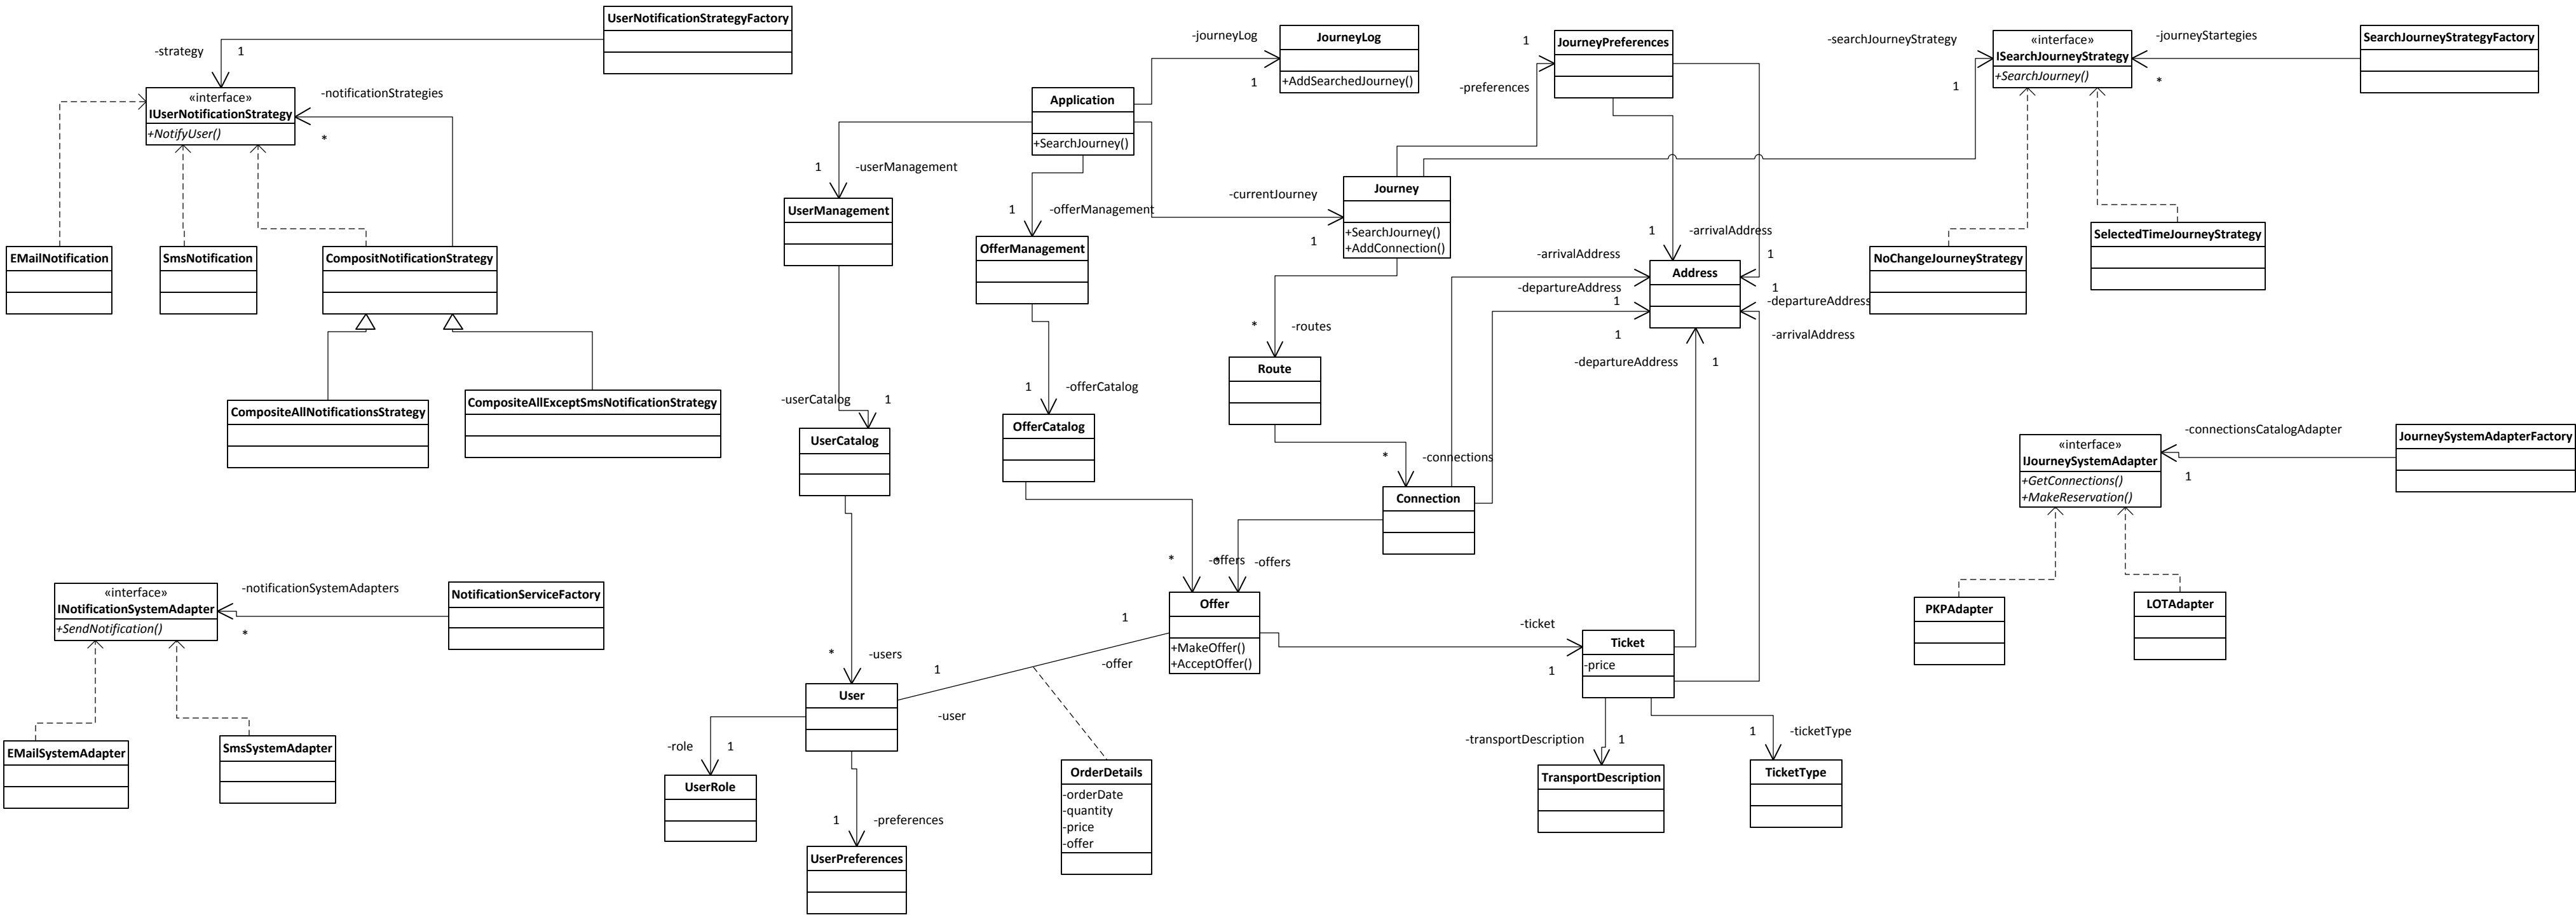 UserNotificationStrategyFactory
-strategy
1
«interface»
IUserNotificationStrategy
+NotifyUser()
-notificationStrategies
*
EMailNotification
SmsNotification
CompositNotificationStrategy
CompositeAllNotificationsStrategy
CompositeAllExceptSmsNotificationStrategy
«interface»
INotificationSystemAdapter
+SendNotification()
-notificationSystemAdapters
*
NotificationServiceFactory
EMailSystemAdapter
SmsSystemAdapter
Application
+SearchJourney()
-journeyLog
1
JourneyLog
+AddSearchedJourney()
1
-userManagement
UserManagement
1
-offerManagement
OfferManagement
-currentJourney
1
Journey
+SearchJourney()
+AddConnection()
1
-preferences
JourneyPreferences
-searchJourneyStrategy
1
«interface»
ISearchJourneyStrategy
+SearchJourney()
-journeyStartegies
*
SearchJourneyStrategyFactory
NoChangeJourneyStrategy
SelectedTimeJourneyStrategy
1
-arrivalAddress
1
-arrivalAddress
-departureAddress
1
1
Address
1
-departureAddress
-arrivalAddress
-departureAddress
1
*
-routes
Route
*
-connections
Connection
-userCatalog
1
UserCatalog
1
-offerCatalog
OfferCatalog
*
-offers
*
-offers
Offer
+MakeOffer()
+AcceptOffer()
*
-users
User
1
-user
1
-offer
-role
1
UserRole
1
-preferences
UserPreferences
OrderDetails
-orderDate
-quantity
-price
-offer
-ticket
1
Ticket
-price
-transportDescription
1
TransportDescription
1
-ticketType
TicketType
«interface»
IJourneySystemAdapter
+GetConnections()
+MakeReservation()
-connectionsCatalogAdapter
1
JourneySystemAdapterFactory
PKPAdapter
LOTAdapter